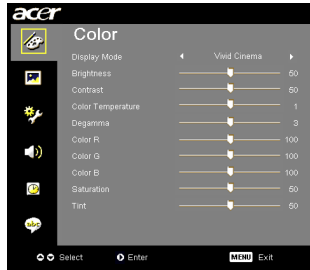 acer
Color
Display Mode Vivid Cinema
Brightness 50
Contrast 50
Color Temperature 1
Degamma 3
Color R 100
Color G 100
Color B 100
Saturation 50
Tint 50
abc
Select Enter MENU Exit